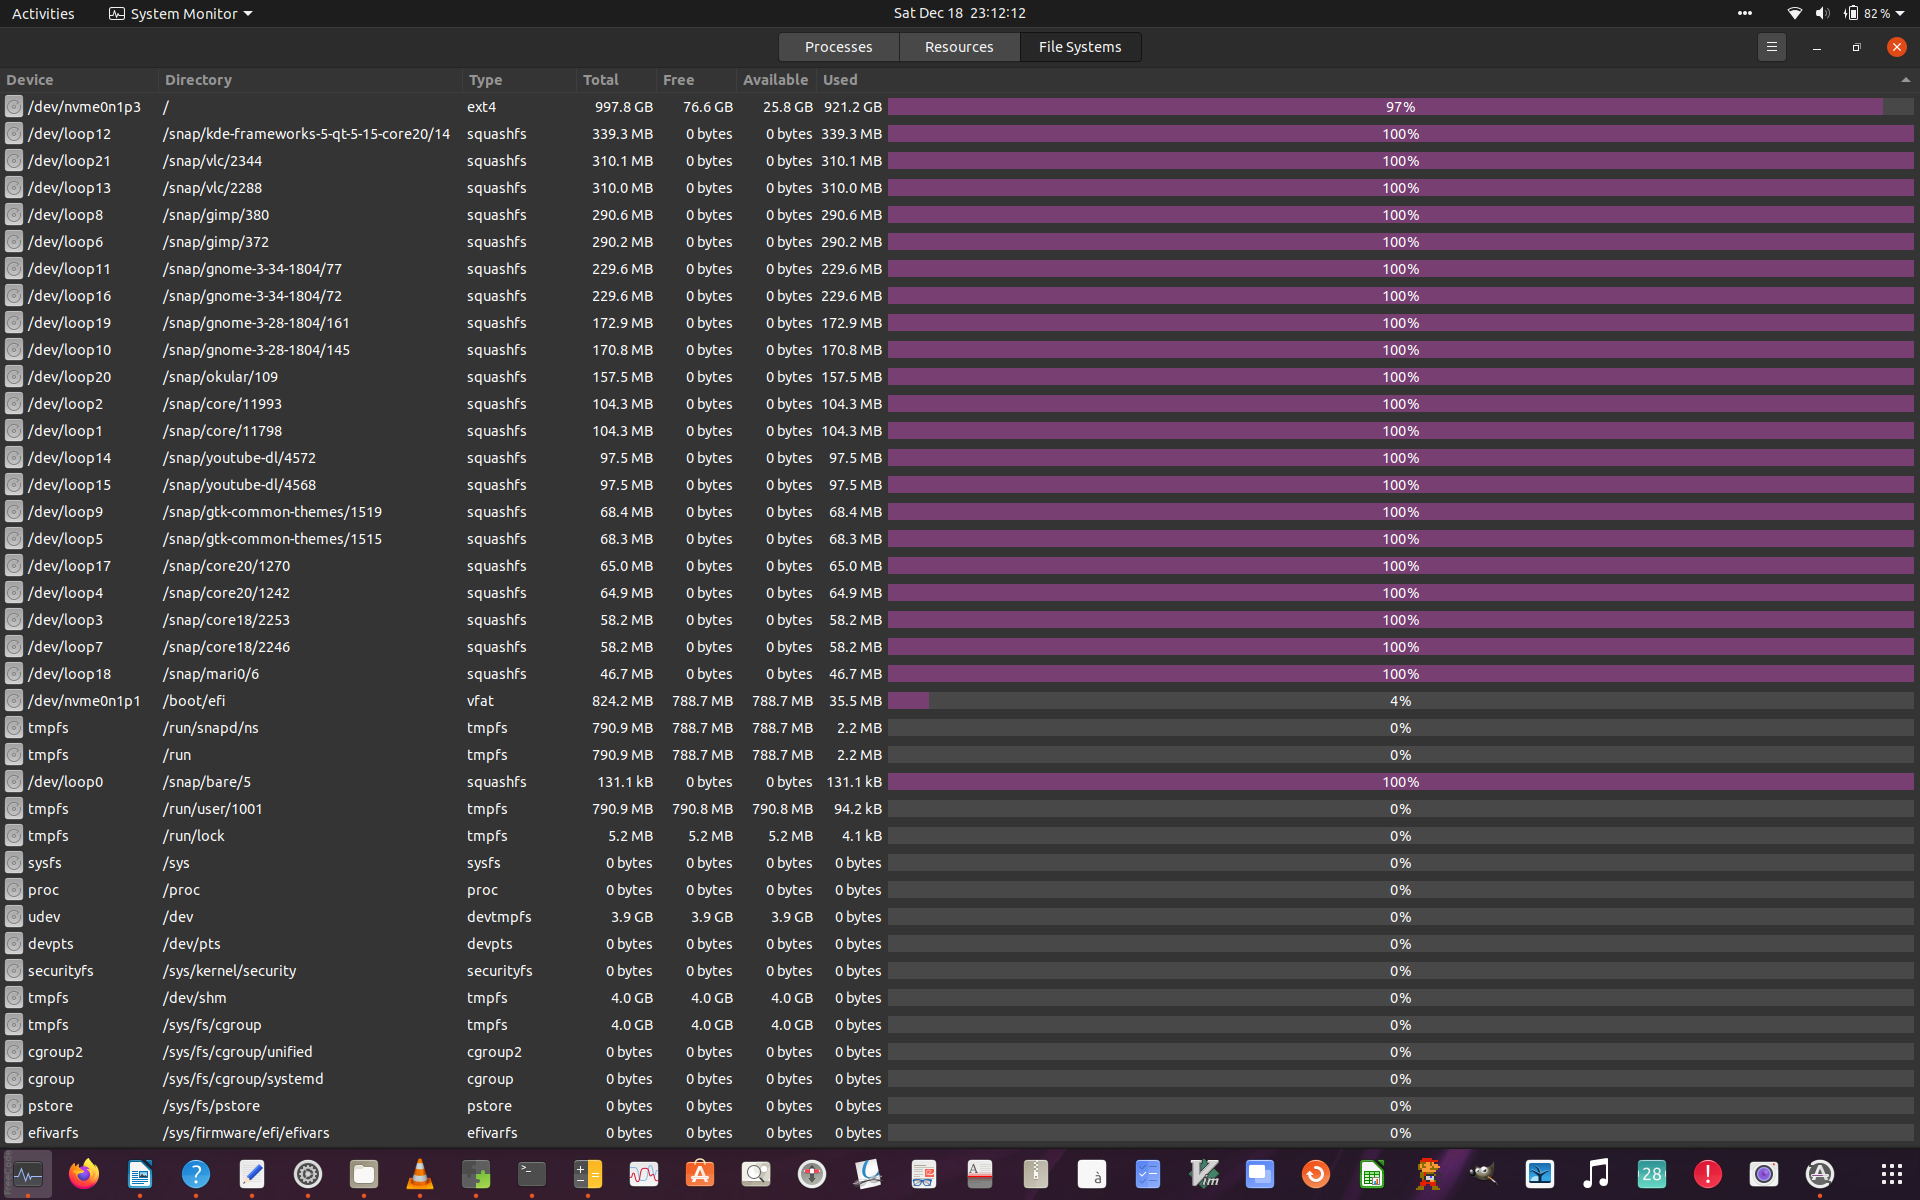 Activities System Monitor Sat Dec 18 23:12:12 82 %
Processes Resources File Systems
Device Directory Type Total Free Available Used
/dev/nvme0n1p3 / ext4 997.8 GB 76.6 GB 25.8 GB 921.2 GB 97%
/dev/loop12 /snap/kde-frameworks-5-qt-5-15-core20/14 squashfs 339.3 MB 0 bytes 0 bytes 339.3 MB 100%
/dev/loop21 /snap/vlc/2344 squashfs 310.1 MB 0 bytes 0 bytes 310.1 MB 100%
/dev/loop13 /snap/vlc/2288 squashfs 310.0 MB 0 bytes 0 bytes 310.0 MB 100%
/dev/loop8 /snap/gimp/380 squashfs 290.6 MB 0 bytes 0 bytes 290.6 MB 100%
/dev/loop6 /snap/gimp/372 squashfs 290.2 MB 0 bytes 0 bytes 290.2 MB 100%
/dev/loop11 /snap/gnome-3-34-1804/77 squashfs 229.6 MB 0 bytes 0 bytes 229.6 MB 100%
/dev/loop16 /snap/gnome-3-34-1804/72 squashfs 229.6 MB 0 bytes 0 bytes 229.6 MB 100%
/dev/loop19 /snap/gnome-3-28-1804/161 squashfs 172.9 MB 0 bytes 0 bytes 172.9 MB 100%
/dev/loop10 /snap/gnome-3-28-1804/145 squashfs 170.8 MB 0 bytes 0 bytes 170.8 MB 100%
/dev/loop20 /snap/okular/109 squashfs 157.5 MB 0 bytes 0 bytes 157.5 MB 100%
/dev/loop2 /snap/core/11993 squashfs 104.3 MB 0 bytes 0 bytes 104.3 MB 100%
/dev/loop1 /snap/core/11798 squashfs 104.3 MB 0 bytes 0 bytes 104.3 MB 100%
/dev/loop14 /snap/youtube-dl/4572 squashfs 97.5 MB 0 bytes 0 bytes 97.5 MB 100%
/dev/loop15 /snap/youtube-dl/4568 squashfs 97.5 MB 0 bytes 0 bytes 97.5 MB 100%
/dev/loop9 /snap/gtk-common-themes/1519 squashfs 68.4 MB 0 bytes 0 bytes 68.4 MB 100%
/dev/loop5 /snap/gtk-common-themes/1515 squashfs 68.3 MB 0 bytes 0 bytes 68.3 MB 100%
/dev/loop17 /snap/core20/1270 squashfs 65.0 MB 0 bytes 0 bytes 65.0 MB 100%
/dev/loop4 /snap/core20/1242 squashfs 64.9 MB 0 bytes 0 bytes 64.9 MB 100%
/dev/loop3 /snap/core18/2253 squashfs 58.2 MB 0 bytes 0 bytes 58.2 MB 100%
/dev/loop7 /snap/core18/2246 squashfs 58.2 MB 0 bytes 0 bytes 58.2 MB 100%
/dev/loop18 /snap/mari0/6 squashfs 46.7 MB 0 bytes 0 bytes 46.7 MB 100%
/dev/nvme0n1p1 /boot/efi vfat 824.2 MB 788.7 MB 788.7 MB 35.5 MB 4%
tmpfs /run/snapd/ns tmpfs 790.9 MB 788.7 MB 788.7 MB 2.2 MB 0%
tmpfs /run tmpfs 790.9 MB 788.7 MB 788.7 MB 2.2 MB 0%
/dev/loop0 /snap/bare/5 squashfs 131.1 kB 0 bytes 0 bytes 131.1 kB 100%
tmpfs /run/user/1001 tmpfs 790.9 MB 790.8 MB 790.8 MB 94.2 kB 0%
tmpfs /run/lock tmpfs 5.2 MB 5.2 MB 5.2 MB 4.1 kB 0%
sysfs /sys sysfs 0 bytes 0 bytes 0 bytes 0 bytes 0%
proc /proc proc 0 bytes 0 bytes 0 bytes 0 bytes 0%
udev /dev devtmpfs 3.9 GB 3.9 GB 3.9 GB 0 bytes 0%
devpts /dev/pts devpts 0 bytes 0 bytes 0 bytes 0 bytes 0%
securityfs /sys/kernel/security securityfs 0 bytes 0 bytes 0 bytes 0 bytes 0%
tmpfs /dev/shm tmpfs 4.0 GB 4.0 GB 4.0 GB 0 bytes 0%
tmpfs /sys/fs/cgroup tmpfs 4.0 GB 4.0 GB 4.0 GB 0 bytes 0%
cgroup2 /sys/fs/cgroup/unified cgroup2 0 bytes 0 bytes 0 bytes 0 bytes 0%
cgroup /sys/fs/cgroup/systemd cgroup 0 bytes 0 bytes 0 bytes 0 bytes 0%
pstore /sys/fs/pstore pstore 0 bytes 0 bytes 0 bytes 0 bytes 0%
efivarfs /sys/firmware/efi/efivars efivarfs 0 bytes 0 bytes 0 bytes 0 bytes 0%
28